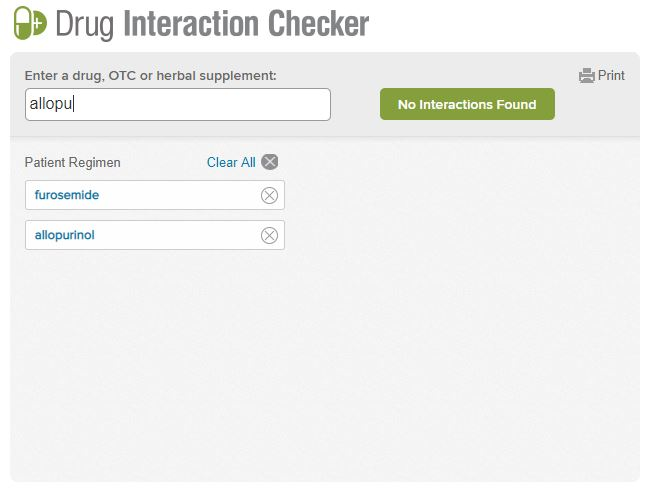 Drug Interaction Checker
Enter a drug, OTC or herbal supplement:
Print
allopu
No Interactions Found
Patient Regimen
Clear All
furosemide
allopurinol